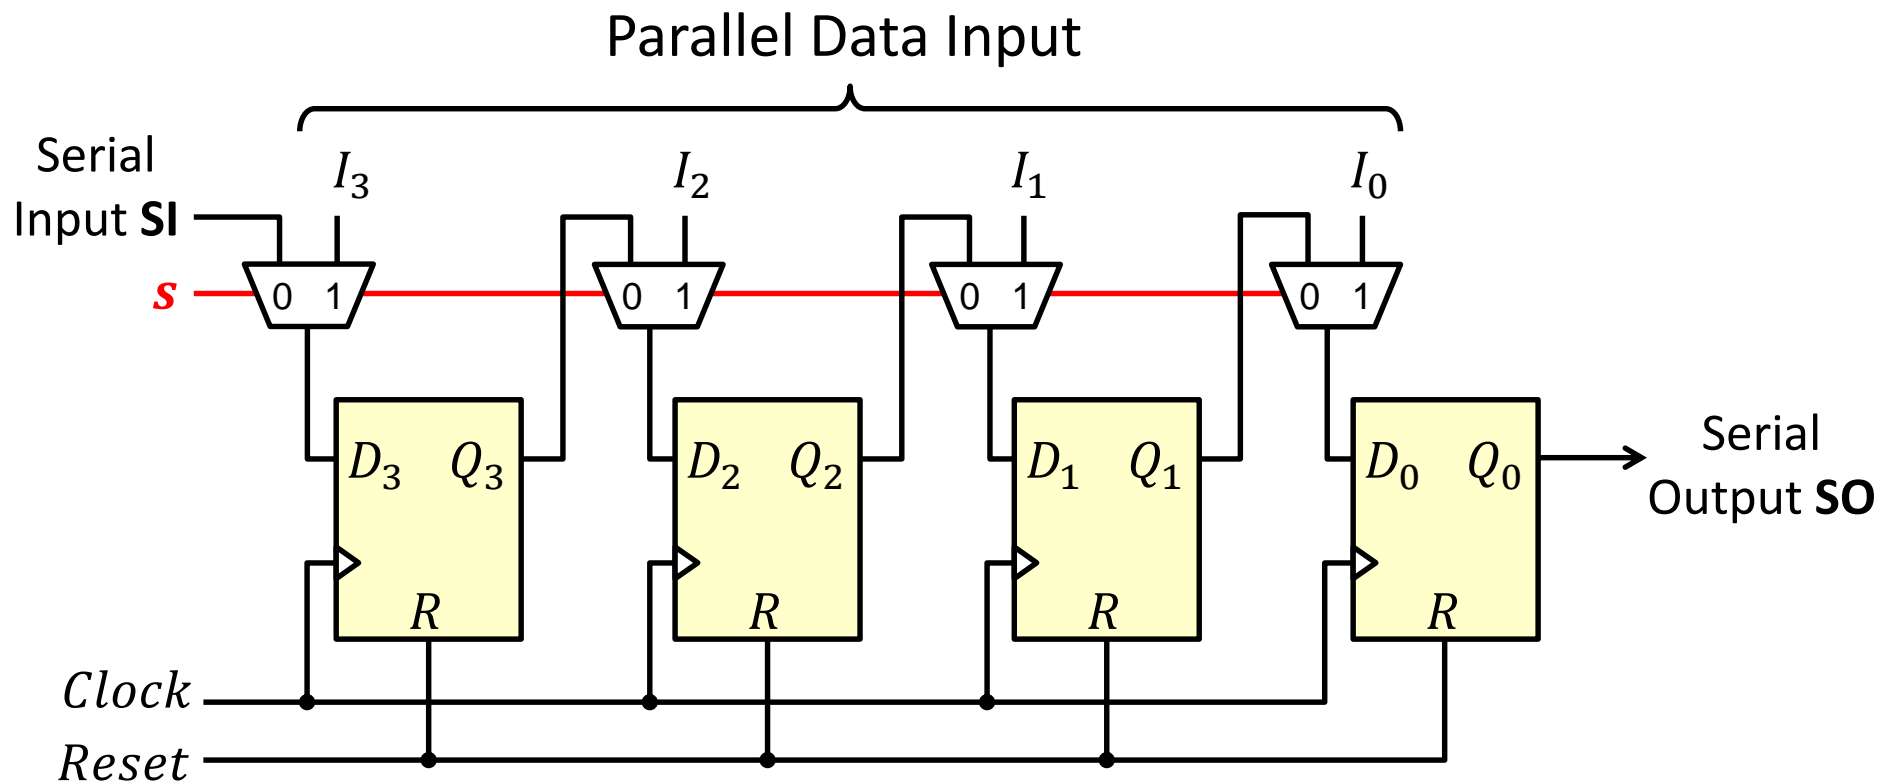 Parallel Data Input
Serial
Input SI
I₃ I₂ I₁ I₀
s
0 1 0 1 0 1 0 1
D₃ Q₃ D₂ Q₂ D₁ Q₁ D₀ Q₀
Serial
Output SO
R R R R
Clock
Reset